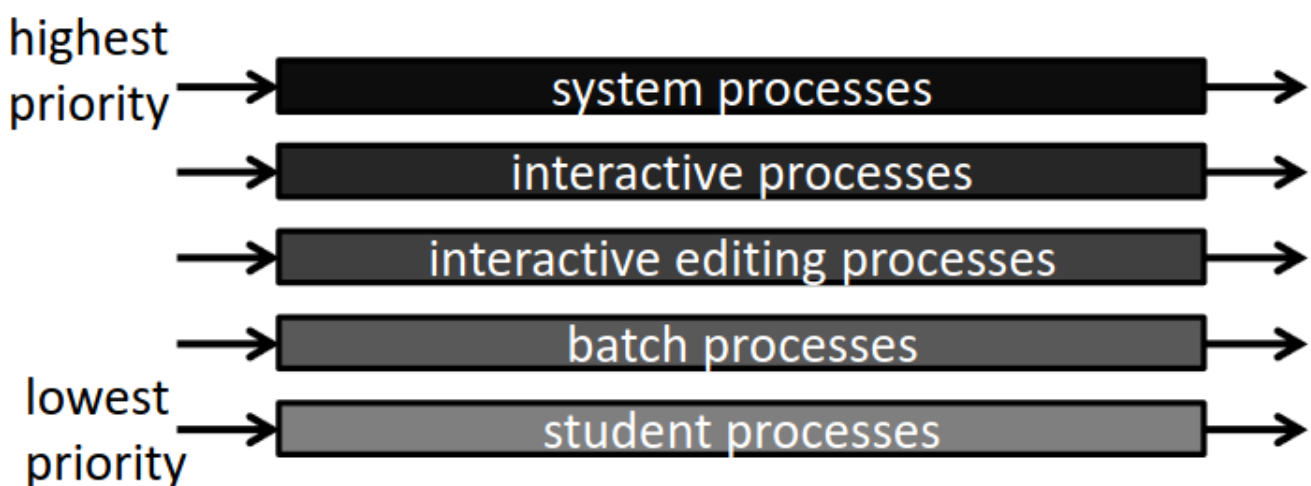 highest
priority
system processes
interactive processes
interactive editing processes
batch processes
lowest
priority
student processes